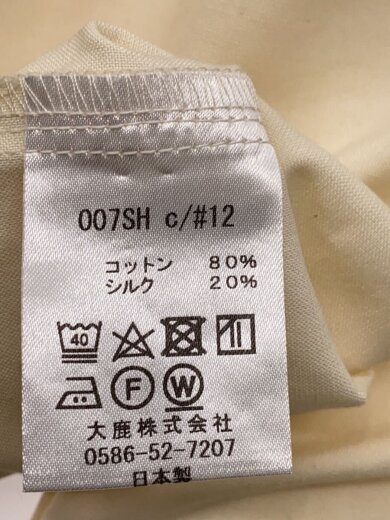 007SH c/#12
コットン 80%
シルク 20%
40
F W
大鹿株式会社
0586-52-7207
日本製